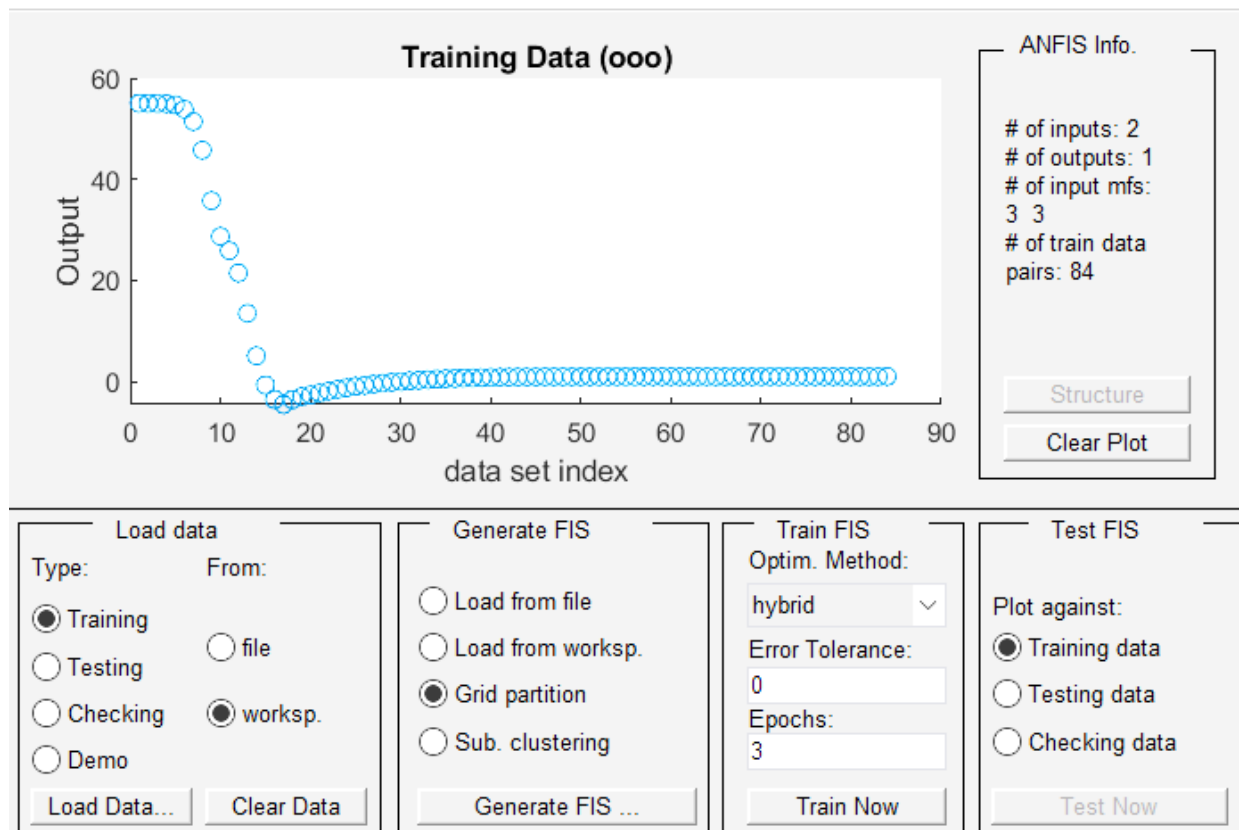 Training Data (ooo)
60
40
20
0
Output
0 10 20 30 40 50 60 70 80 90
data set index
ANFIS Info.
# of inputs: 2
# of outputs: 1
# of input mfs:
3 3
# of train data
pairs: 84
Structure
Clear Plot
Load data
Type: From:
Training
file
Testing
Checking
worksp.
Demo
Load Data... Clear Data
Generate FIS
Load from file
Load from worksp.
Grid partition
Sub. clustering
Generate FIS ...
Train FIS
Optim. Method:
hybrid
Error Tolerance:
0
Epochs:
3
Train Now
Test FIS
Plot against:
Training data
Testing data
Checking data
Test Now